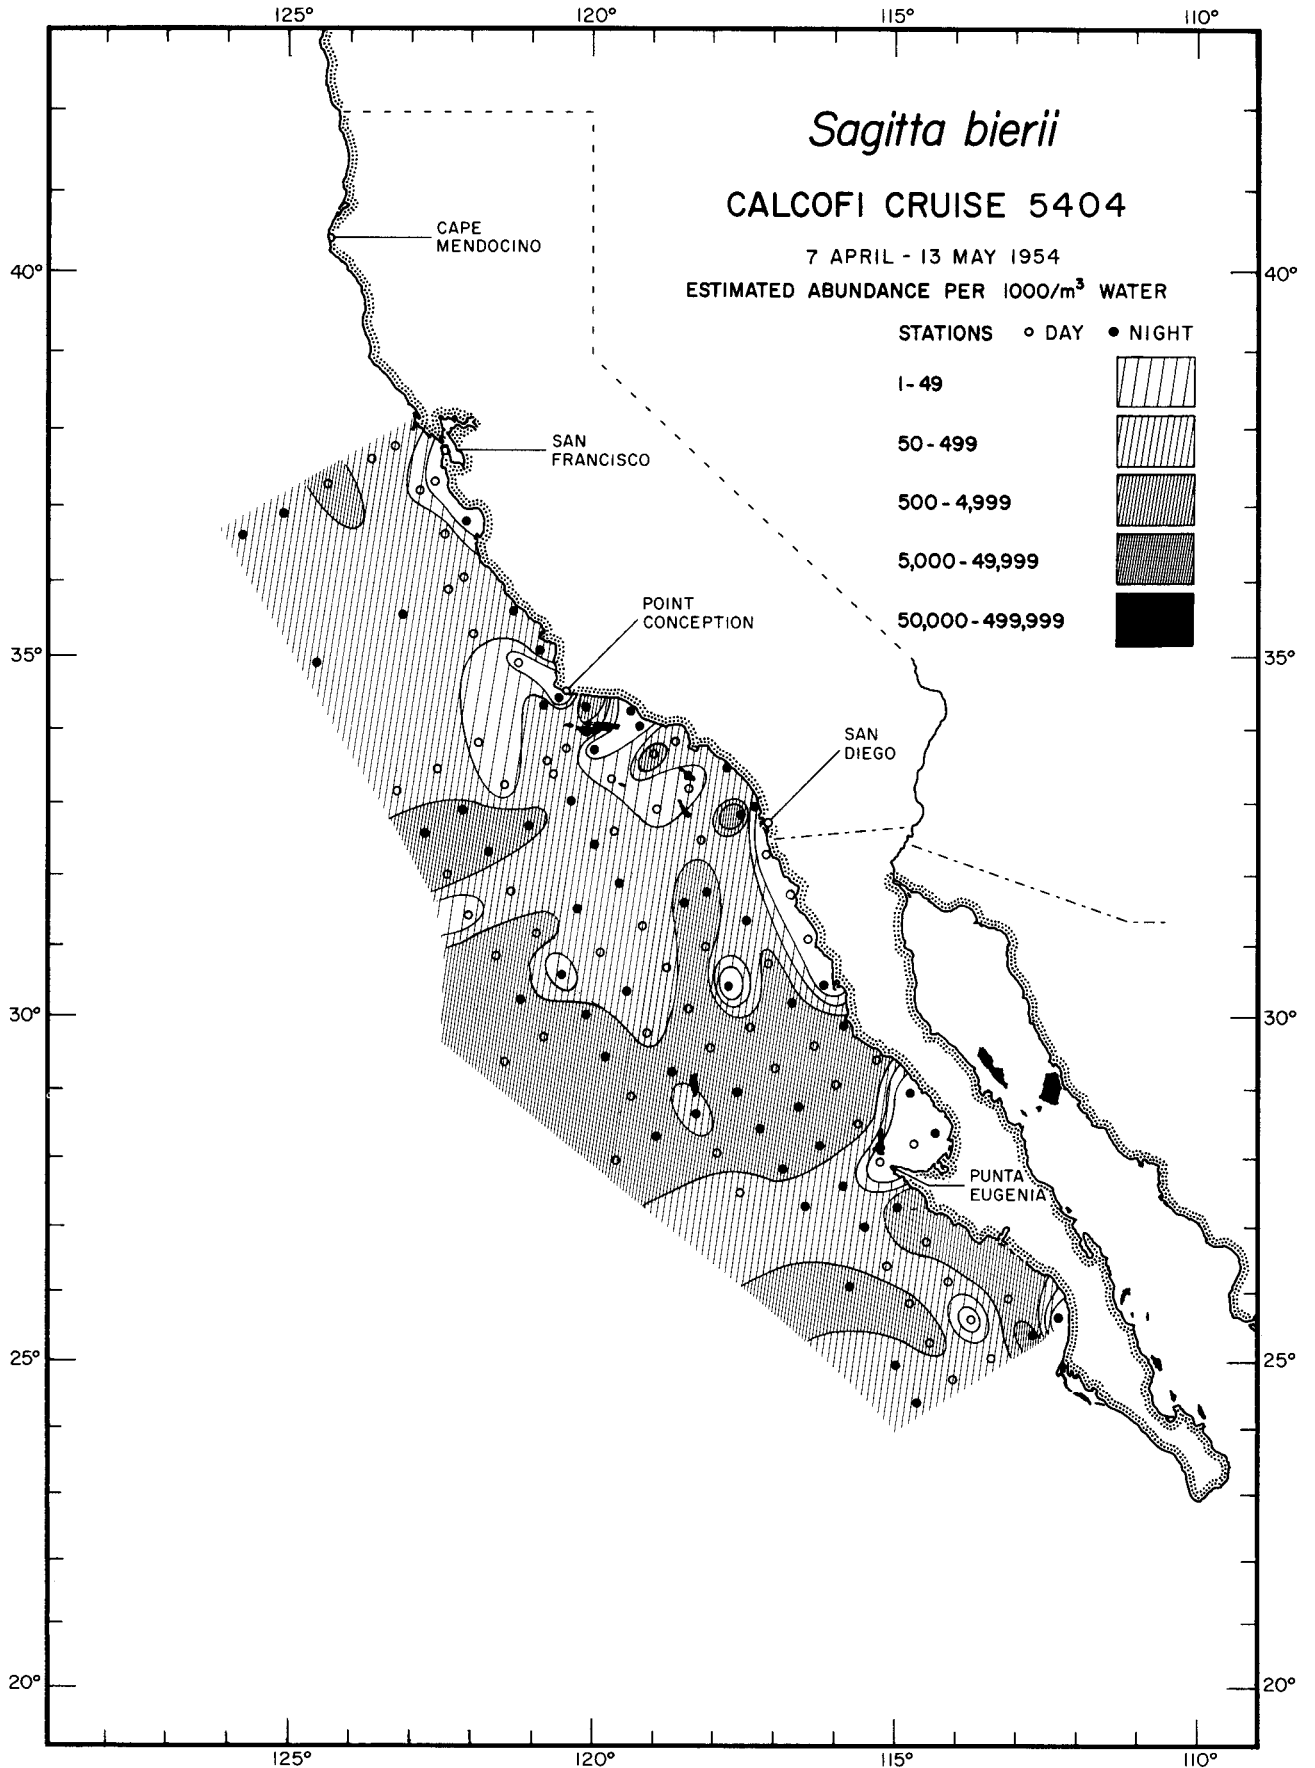 125° 120° 115° 110°
Sagitta bierii
CALCOFI CRUISE 5404
7 APRIL - 13 MAY 1954
ESTIMATED ABUNDANCE PER 1000/m³ WATER
STATIONS ○ DAY ● NIGHT
1-49
50-499
500-4,999
5,000-49,999
50,000-499,999
CAPE
MENDOCINO
40° 40°
SAN
FRANCISCO
POINT
CONCEPTION
35° 35°
SAN
DIEGO
30° 30°
PUNTA
EUGENIA
25° 25°
20° 20°
125° 120° 115° 110°